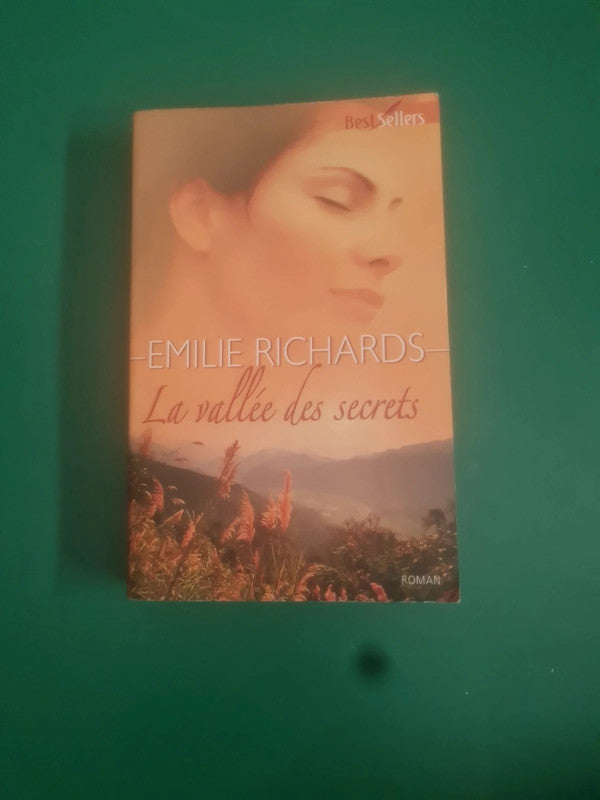 BestSellers
EMILIE RICHARDS
La vallée des secrets
ROMAN